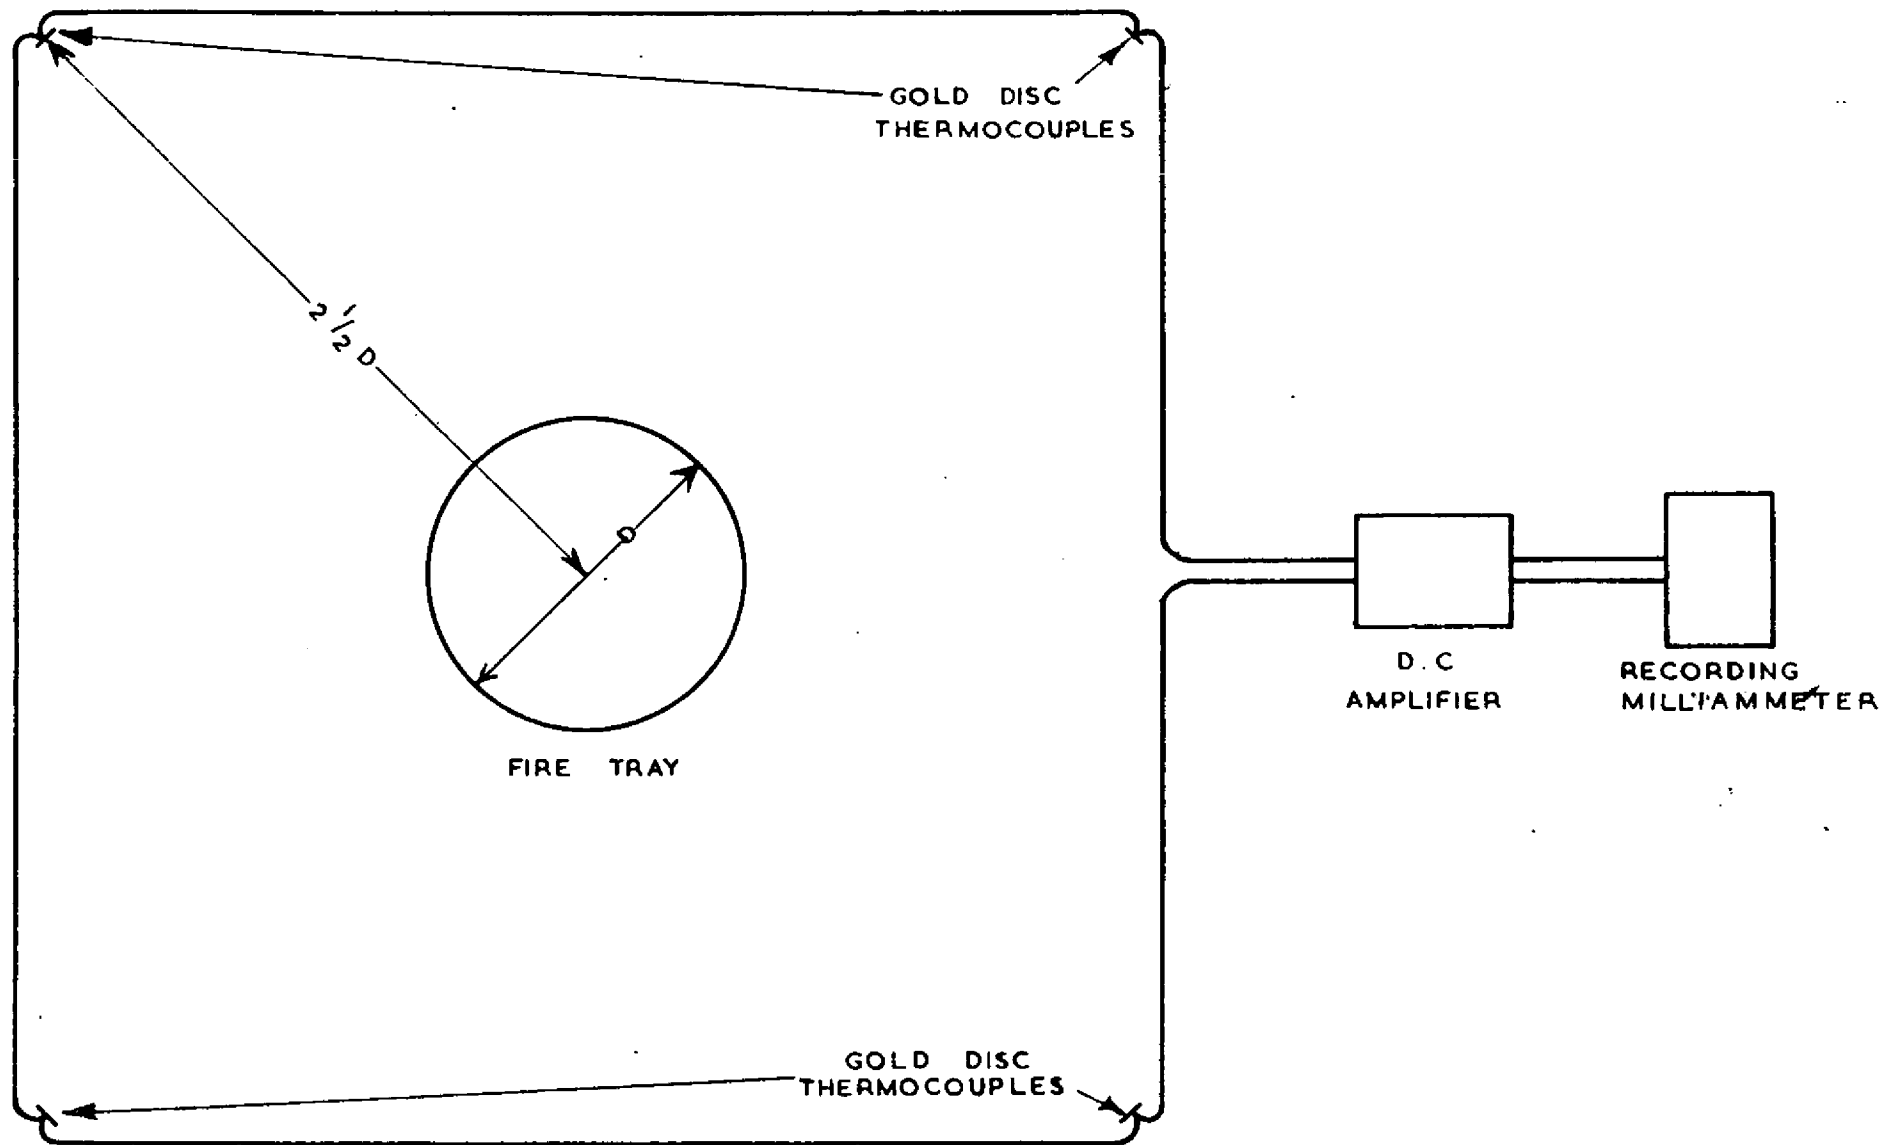 GOLD DISC
THERMOCOUPLES
2 1/2 D
D
FIRE TRAY
D.C
AMPLIFIER
RECORDING
MILLIAMMETER
GOLD DISC
THERMOCOUPLES